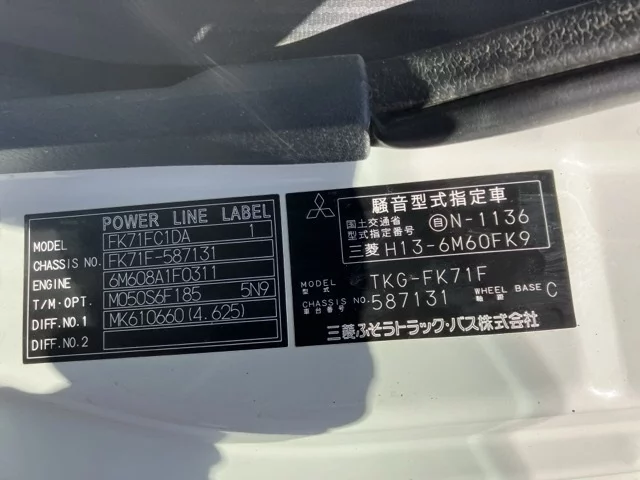 POWER LINE LABEL
MODEL FK71FC1DA 1
CHASSIS NO. FK71F-587131
ENGINE 6M608A1F0311
T/M.OPT. M050S6F185 5N9
DIFF.NO.1 MK610660(4.625)
DIFF.NO.2
騒音型式指定車
国土交通省
型式指定番号 自N-1136
三菱 H13-6M60FK9
MODEL
型式 TKG-FK71F
CHASSIS NO.
車台番号 587131 WHEEL BASE
軸距 C
三菱ふそうトラック・バス株式会社